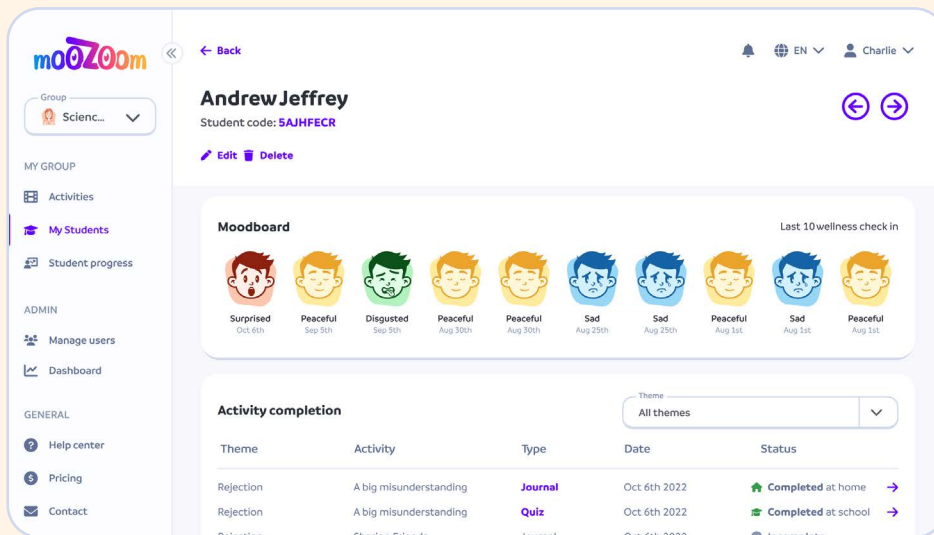 mooZoom
Back
EN
Charlie
Group
Scienc...
Andrew Jeffrey
Student code: 5AJHFECR
Edit Delete
MY GROUP
Activities
My Students
Student progress
ADMIN
Manage users
Dashboard
GENERAL
Help center
Pricing
Contact
Moodboard
Last 10 wellness check in
Surprised Peaceful Disgusted Peaceful Peaceful Sad Sad Peaceful Sad Peaceful
Oct 6th Sep 5th Sep 5th Aug 30th Aug 30th Aug 25th Aug 25th Aug 1st Aug 1st Aug 1st
Activity completion
Theme
All themes
Theme Activity Type Date Status
Rejection A big misunderstanding Journal Oct 6th 2022 Completed at home
Rejection A big misunderstanding Quiz Oct 6th 2022 Completed at school